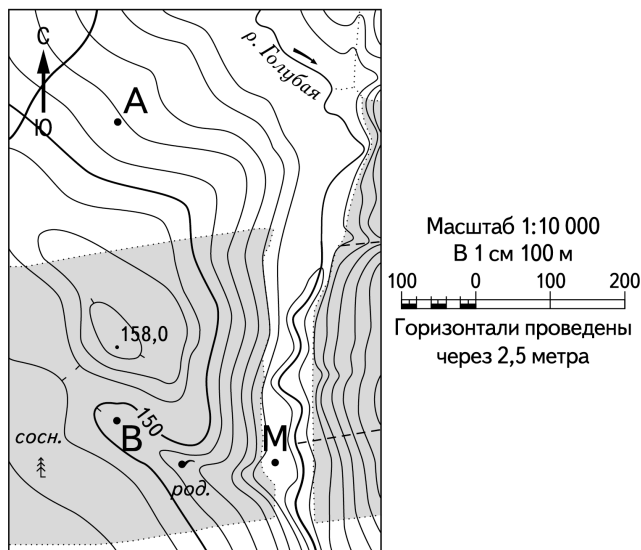 С
Ю
р. Голубая
А
158,0
150
В
М
сосн.
род.
Масштаб 1:10 000
В 1 см 100 м
100 0 100 200
Горизонтали проведены
через 2,5 метра